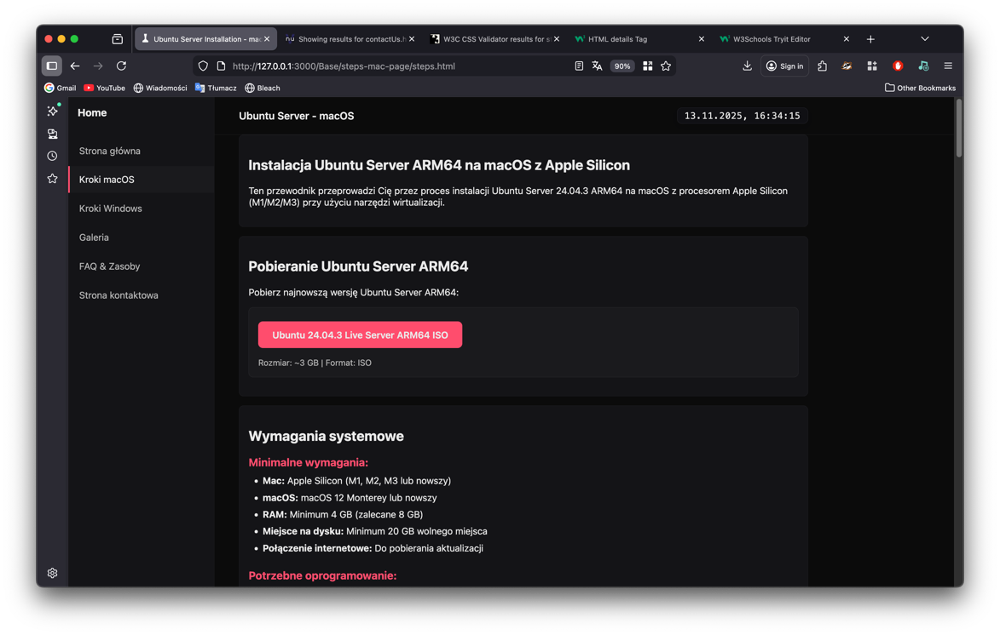 Ubuntu Server Installation - mac
Showing results for contactUs.h
W3C CSS Validator results for st
HTML details Tag
W3Schools Tryit Editor
http://127.0.0.1:3000/Base/steps-mac-page/steps.html
90%
Sign in
Gmail
YouTube
Wiadomości
Tłumacz
Bleach
Other Bookmarks
Home
Strona główna
Kroki macOS
Kroki Windows
Galeria
FAQ & Zasoby
Strona kontaktowa
Ubuntu Server - macOS
13.11.2025, 16:34:15
Instalacja Ubuntu Server ARM64 na macOS z Apple Silicon
Ten przewodnik przeprowadzi Cię przez proces instalacji Ubuntu Server 24.04.3 ARM64 na macOS z procesorem Apple Silicon
(M1/M2/M3) przy użyciu narzędzi wirtualizacji.
Pobieranie Ubuntu Server ARM64
Pobierz najnowszą wersję Ubuntu Server ARM64:
Ubuntu 24.04.3 Live Server ARM64 ISO
Rozmiar: ~3 GB | Format: ISO
Wymagania systemowe
Minimalne wymagania:
• Mac: Apple Silicon (M1, M2, M3 lub nowszy)
• macOS: macOS 12 Monterey lub nowszy
• RAM: Minimum 4 GB (zalecane 8 GB)
• Miejsce na dysku: Minimum 20 GB wolnego miejsca
• Połączenie internetowe: Do pobierania aktualizacji
Potrzebne oprogramowanie: